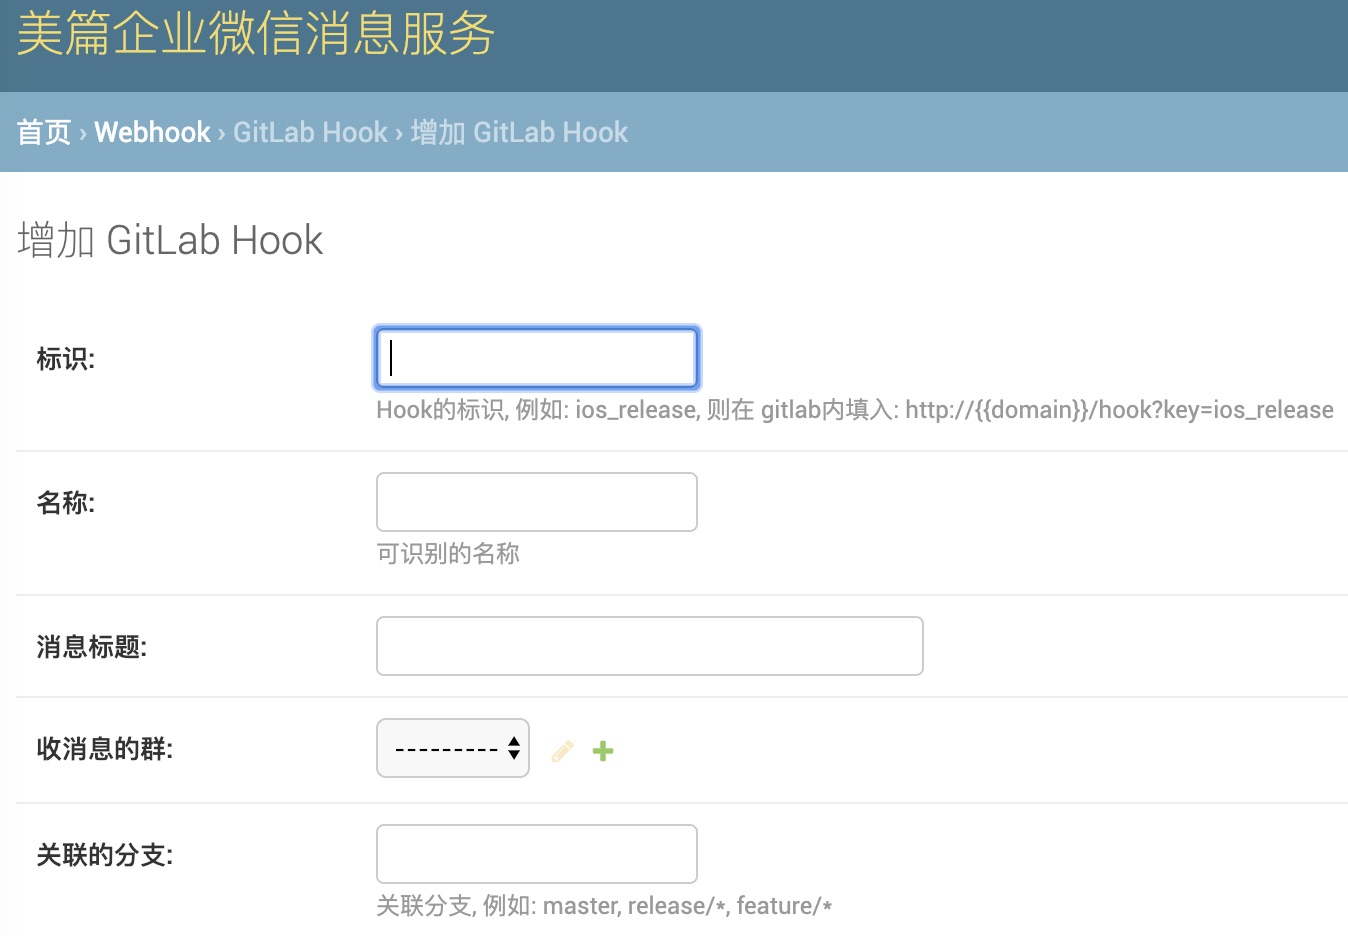 美篇企业微信消息服务
首页 › Webhook › GitLab Hook › 增加 GitLab Hook
增加 GitLab Hook
标识:
Hook的标识, 例如: ios_release, 则在 gitlab内填入: http://{{domain}}/hook?key=ios_release
名称:
可识别的名称
消息标题:
收消息的群: ---------
关联的分支:
关联分支, 例如: master, release/*, feature/*